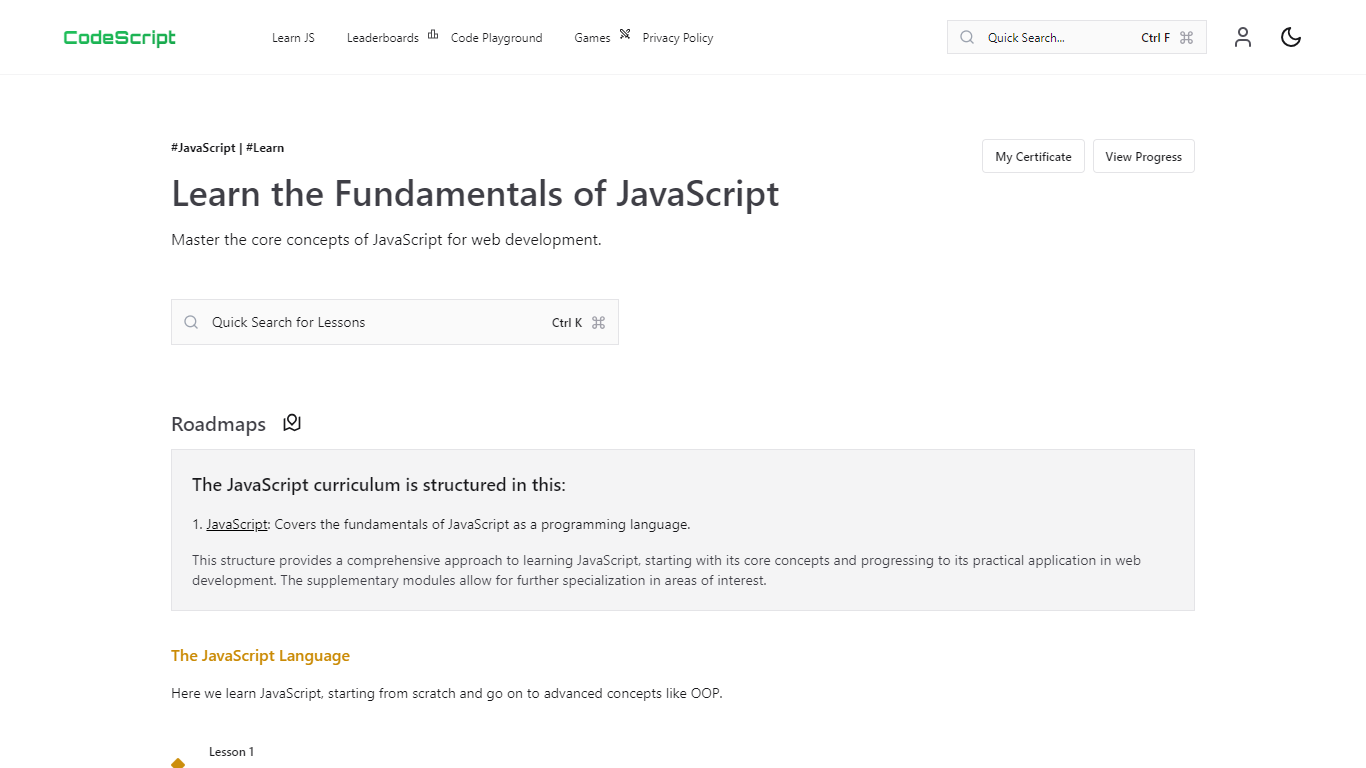 CodeScript
Learn JS
Leaderboards
Code Playground
Games
Privacy Policy
Quick Search...
Ctrl F
#JavaScript | #Learn
My Certificate
View Progress
Learn the Fundamentals of JavaScript
Master the core concepts of JavaScript for web development.
Quick Search for Lessons
Ctrl K
Roadmaps
The JavaScript curriculum is structured in this:
1. JavaScript: Covers the fundamentals of JavaScript as a programming language.
This structure provides a comprehensive approach to learning JavaScript, starting with its core concepts and progressing to its practical application in web
development. The supplementary modules allow for further specialization in areas of interest.
The JavaScript Language
Here we learn JavaScript, starting from scratch and go on to advanced concepts like OOP.
Lesson 1